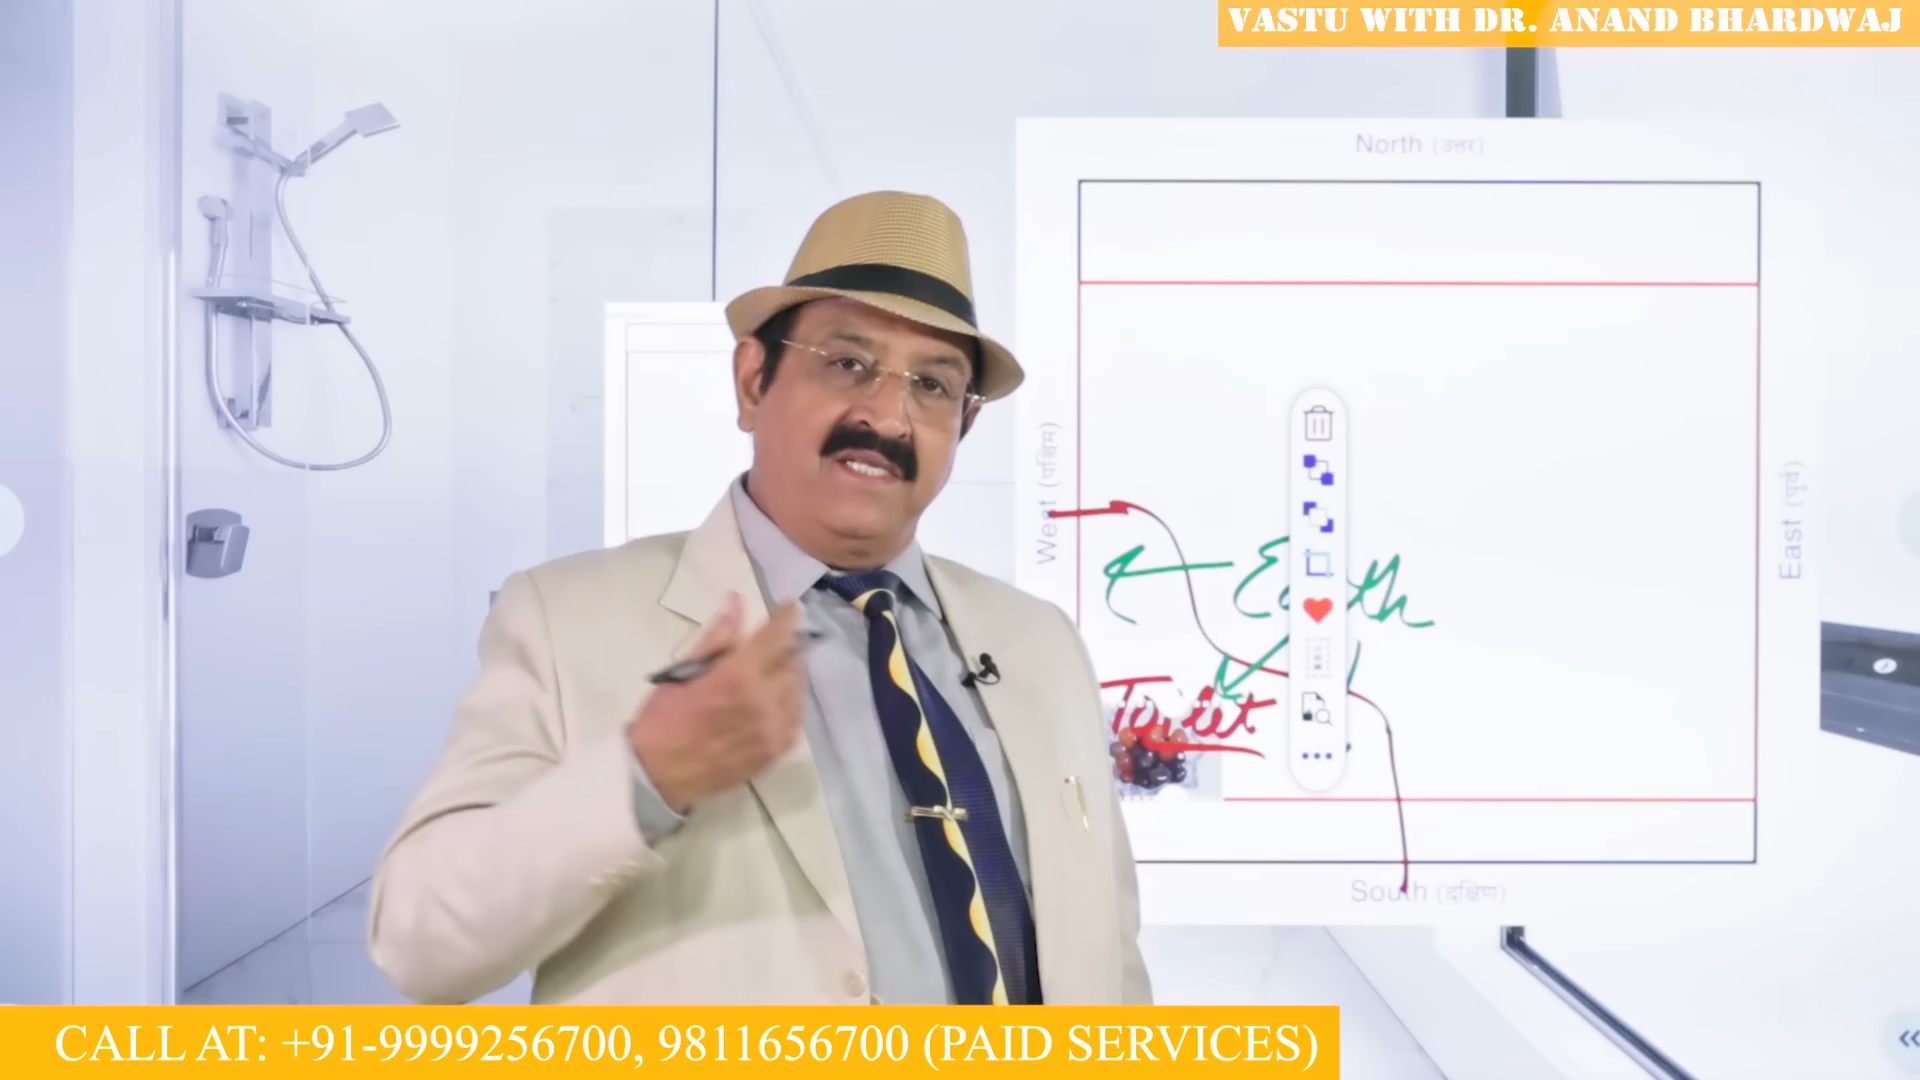 VASTU WITH DR. ANAND BHARDWAJ
North (उत्तर)
West (पश्चिम)
East (पूर्व)
Earth
Toilet
South (दक्षिण)
CALL AT: +91-9999256700, 9811656700 (PAID SERVICES)